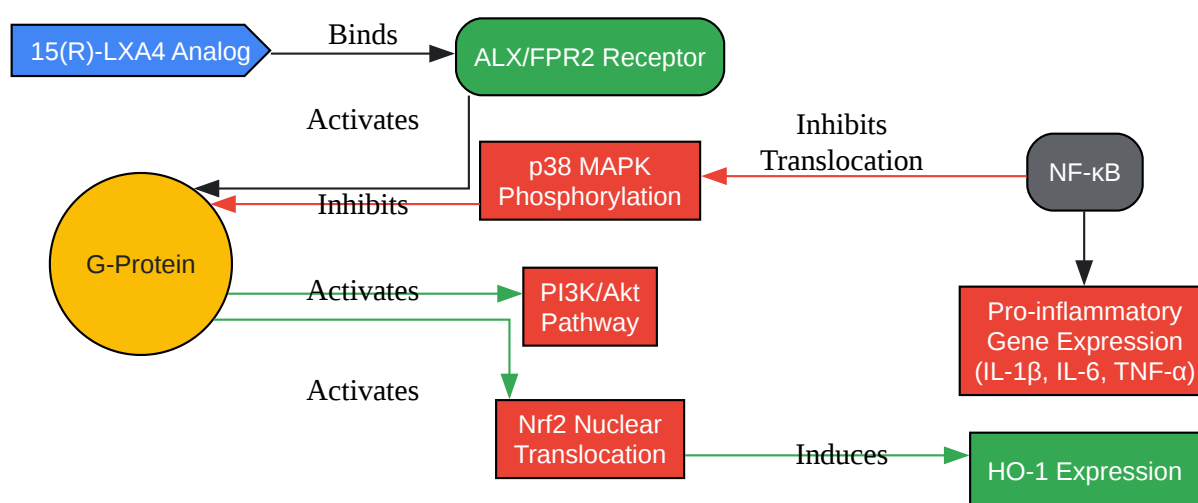 15(R)-LXA4 Analog
Binds
ALX/FPR2 Receptor
Activates
Inhibits
Translocation
p38 MAPK
Phosphorylation
NF-κB
Inhibits
G-Protein
Activates
PI3K/Akt
Pathway
Pro-inflammatory
Gene Expression
(IL-1β, IL-6, TNF-α)
Activates
Nrf2 Nuclear
Translocation
Induces
HO-1 Expression